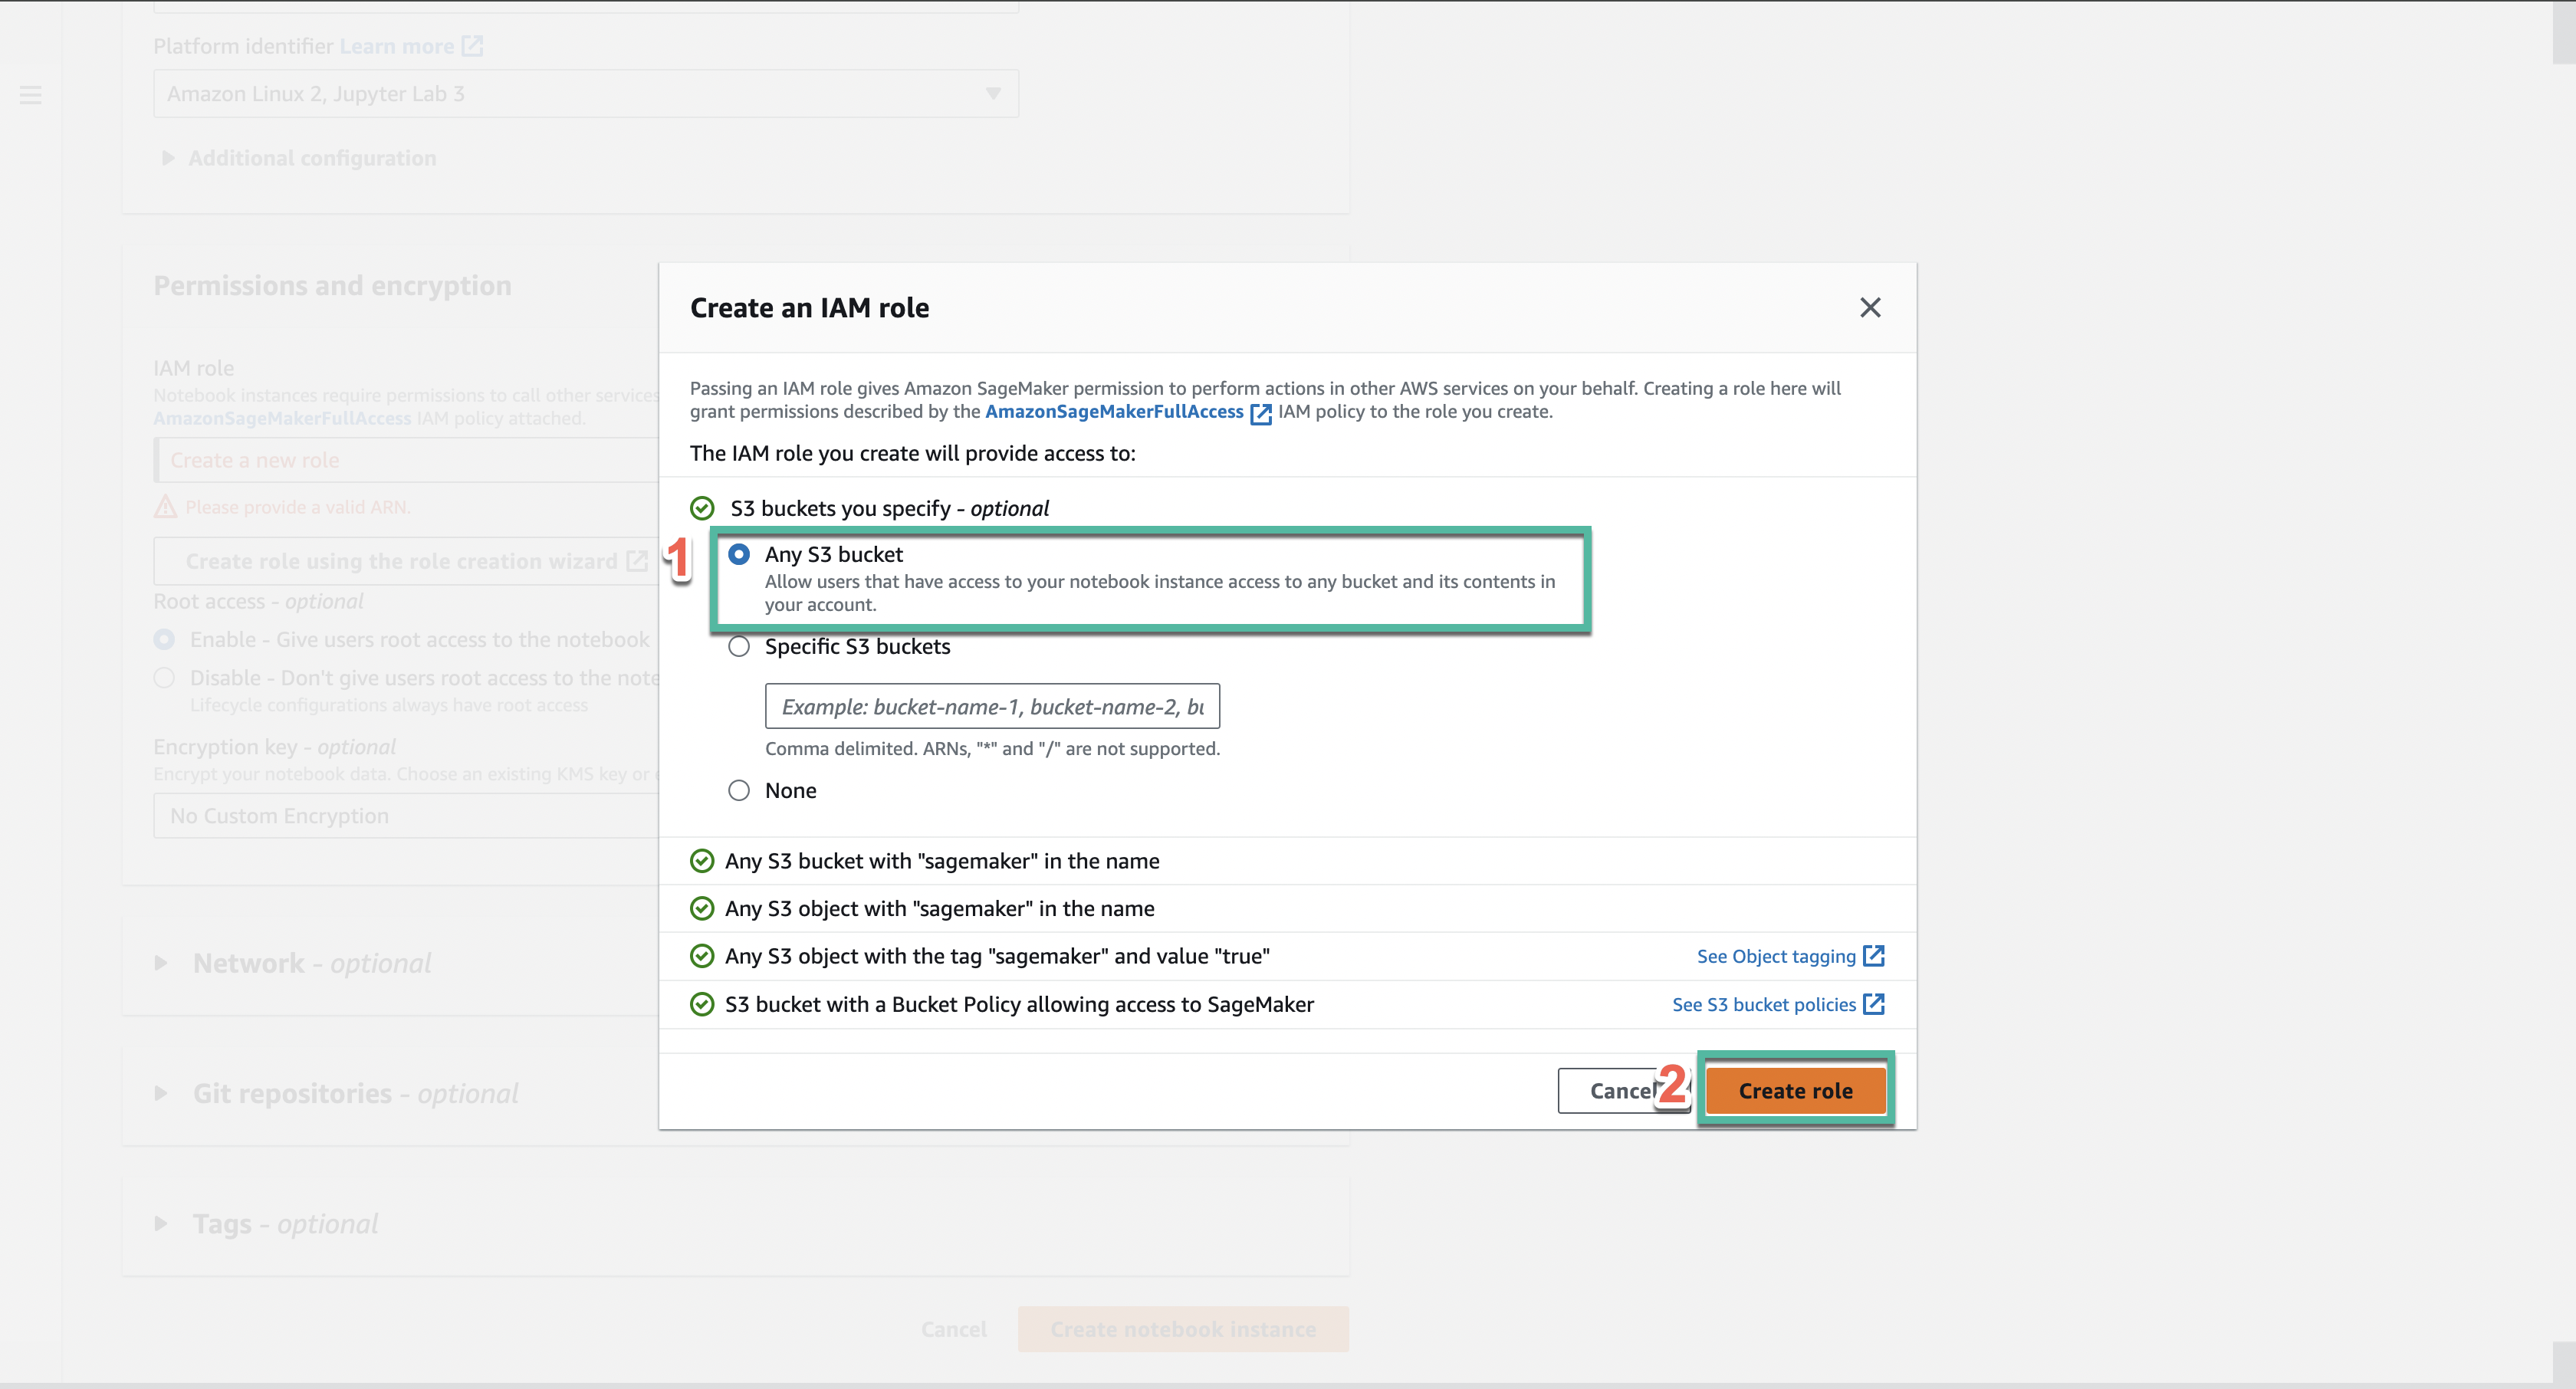 Platform identifier Learn more
Amazon Linux 2, Jupyter Lab 3
Additional configuration
Permissions and encryption
IAM role
Notebook instances require permissions to call other services
AmazonSageMakerFullAccess IAM policy attached.
Create a new role
Please provide a valid ARN.
Create role using the role creation wizard
Root access - optional
Enable - Give users root access to the notebook
Disable - Don't give users root access to the note
Lifecycle configurations always have root access
Encryption key - optional
Encrypt your notebook data. Choose an existing KMS key or
No Custom Encryption
Network - optional
Git repositories - optional
Tags - optional
Cancel
Create notebook instance
Create an IAM role
Passing an IAM role gives Amazon SageMaker permission to perform actions in other AWS services on your behalf. Creating a role here will
grant permissions described by the AmazonSageMakerFullAccess IAM policy to the role you create.
The IAM role you create will provide access to:
S3 buckets you specify - optional
1
Any S3 bucket
Allow users that have access to your notebook instance access to any bucket and its contents in
your account.
Specific S3 buckets
Example: bucket-name-1, bucket-name-2, bu
Comma delimited. ARNs, "*" and "/" are not supported.
None
Any S3 bucket with "sagemaker" in the name
Any S3 object with "sagemaker" in the name
Any S3 object with the tag "sagemaker" and value "true"
See Object tagging
S3 bucket with a Bucket Policy allowing access to SageMaker
See S3 bucket policies
Cancel
2
Create role